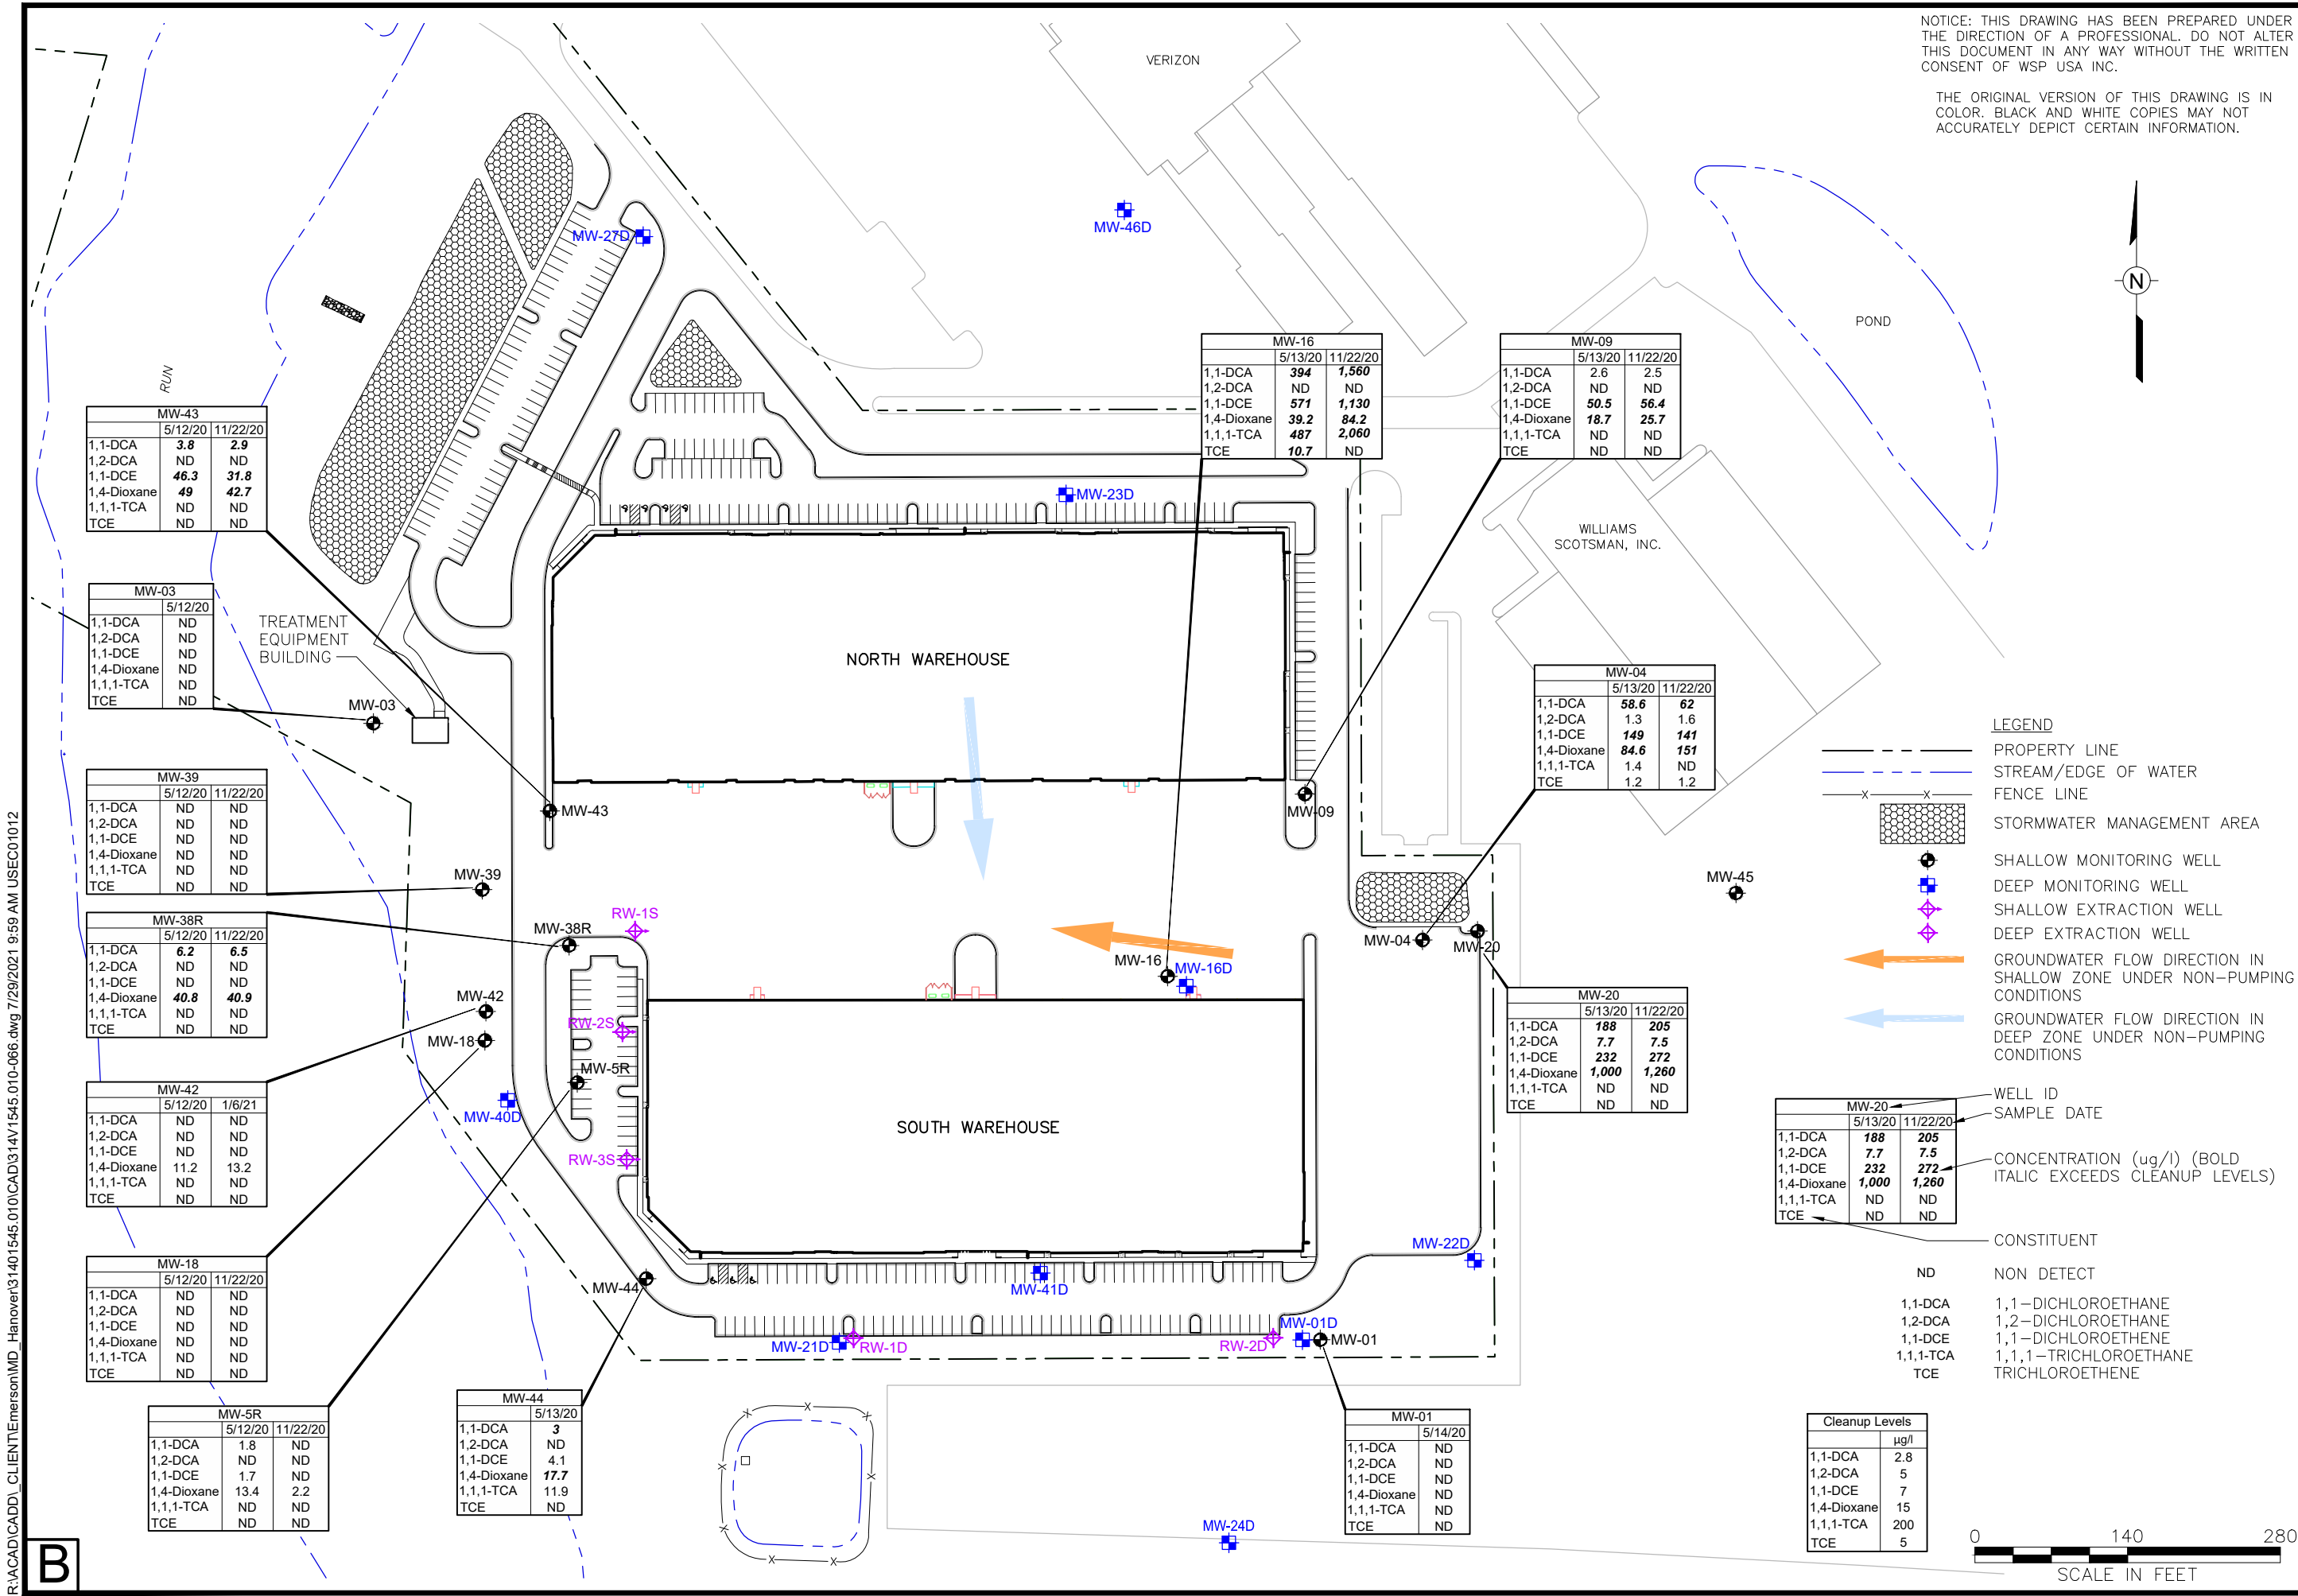 NOTICE: THIS DRAWING HAS BEEN PREPARED UNDER
THE DIRECTION OF A PROFESSIONAL. DO NOT ALTER
THIS DOCUMENT IN ANY WAY WITHOUT THE WRITTEN
CONSENT OF WSP USA INC.
THE ORIGINAL VERSION OF THIS DRAWING IS IN
COLOR. BLACK AND WHITE COPIES MAY NOT
ACCURATELY DEPICT CERTAIN INFORMATION.
VERIZON
MW-46D
MW-27D
N
POND
RUN
MW-16
5/13/20 11/22/20
1,1-DCA 394 1,560
1,2-DCA ND ND
1,1-DCE 571 1,130
1,4-Dioxane 39.2 84.2
1,1,1-TCA 487 2,060
TCE 10.7 ND
MW-09
5/13/20 11/22/20
1,1-DCA 2.6 2.5
1,2-DCA ND ND
1,1-DCE 50.5 56.4
1,4-Dioxane 18.7 25.7
1,1,1-TCA ND ND
TCE ND ND
MW-43
5/12/20 11/22/20
1,1-DCA 3.8 2.9
1,2-DCA ND ND
1,1-DCE 46.3 31.8
1,4-Dioxane 49 42.7
1,1,1-TCA ND ND
TCE ND ND
MW-23D
WILLIAMS
SCOTSMAN, INC.
MW-03
5/12/20
1,1-DCA ND
1,2-DCA ND
1,1-DCE ND
1,4-Dioxane ND
1,1,1-TCA ND
TCE ND
TREATMENT
EQUIPMENT
BUILDING
MW-03
NORTH WAREHOUSE
MW-04
5/13/20 11/22/20
1,1-DCA 58.6 62
1,2-DCA 1.3 1.6
1,1-DCE 149 141
1,4-Dioxane 84.6 151
1,1,1-TCA 1.4 ND
TCE 1.2 1.2
MW-39
5/12/20 11/22/20
1,1-DCA ND ND
1,2-DCA ND ND
1,1-DCE ND ND
1,4-Dioxane ND ND
1,1,1-TCA ND ND
TCE ND ND
MW-43
MW-09
MW-39
MW-45
MW-38R
5/12/20 11/22/20
1,1-DCA 6.2 6.5
1,2-DCA ND ND
1,1-DCE ND ND
1,4-Dioxane 40.8 40.9
1,1,1-TCA ND ND
TCE ND ND
RW-1S
MW-38R
MW-04
MW-20
MW-16
MW-16D
MW-42
MW-18
RW-2S
MW-5R
MW-40D
RW-3S
SOUTH WAREHOUSE
MW-20
5/13/20 11/22/20
1,1-DCA 188 205
1,2-DCA 7.7 7.5
1,1-DCE 232 272
1,4-Dioxane 1,000 1,260
1,1,1-TCA ND ND
TCE ND ND
MW-42
5/12/20 1/6/21
1,1-DCA ND ND
1,2-DCA ND ND
1,1-DCE ND ND
1,4-Dioxane 11.2 13.2
1,1,1-TCA ND ND
TCE ND ND
MW-18
5/12/20 11/22/20
1,1-DCA ND ND
1,2-DCA ND ND
1,1-DCE ND ND
1,4-Dioxane ND ND
1,1,1-TCA ND ND
TCE ND ND
MW-22D
MW-44
MW-41D
MW-21D
RW-1D
RW-2D
MW-01D
MW-01
MW-5R
5/12/20 11/22/20
1,1-DCA 1.8 ND
1,2-DCA ND ND
1,1-DCE 1.7 ND
1,4-Dioxane 13.4 2.2
1,1,1-TCA ND ND
TCE ND ND
MW-44
5/13/20
1,1-DCA 3
1,2-DCA ND
1,1-DCE 4.1
1,4-Dioxane 17.7
1,1,1-TCA 11.9
TCE ND
X X X X X X X X
MW-01
5/14/20
1,1-DCA ND
1,2-DCA ND
1,1-DCE ND
1,4-Dioxane ND
1,1,1-TCA ND
TCE ND
MW-24D
LEGEND
PROPERTY LINE
STREAM/EDGE OF WATER
X X FENCE LINE
STORMWATER MANAGEMENT AREA
SHALLOW MONITORING WELL
DEEP MONITORING WELL
SHALLOW EXTRACTION WELL
DEEP EXTRACTION WELL
GROUNDWATER FLOW DIRECTION IN
SHALLOW ZONE UNDER NON-PUMPING
CONDITIONS
GROUNDWATER FLOW DIRECTION IN
DEEP ZONE UNDER NON-PUMPING
CONDITIONS
MW-20
5/13/20 11/22/20
1,1-DCA 188 205
1,2-DCA 7.7 7.5
1,1-DCE 232 272
1,4-Dioxane 1,000 1,260
1,1,1-TCA ND ND
TCE ND ND
WELL ID
SAMPLE DATE
CONCENTRATION (ug/l) (BOLD
ITALIC EXCEEDS CLEANUP LEVELS)
CONSTITUENT
ND NON DETECT
1,1-DCA 1,1-DICHLOROETHANE
1,2-DCA 1,2-DICHLOROETHANE
1,1-DCE 1,1-DICHLOROETHENE
1,1,1-TCA 1,1,1-TRICHLOROETHANE
TCE TRICHLOROETHENE
Cleanup Levels
µg/l
1,1-DCA 2.8
1,2-DCA 5
1,1-DCE 7
1,4-Dioxane 15
1,1,1-TCA 200
TCE 5
0 140 280
SCALE IN FEET
B
R:\ACAD\CADD\_CLIENT\Emerson\MD_Hanover\31401545.010\CAD\314V1545.010-066.dwg 7/29/2021 9:59 AM USEC01012